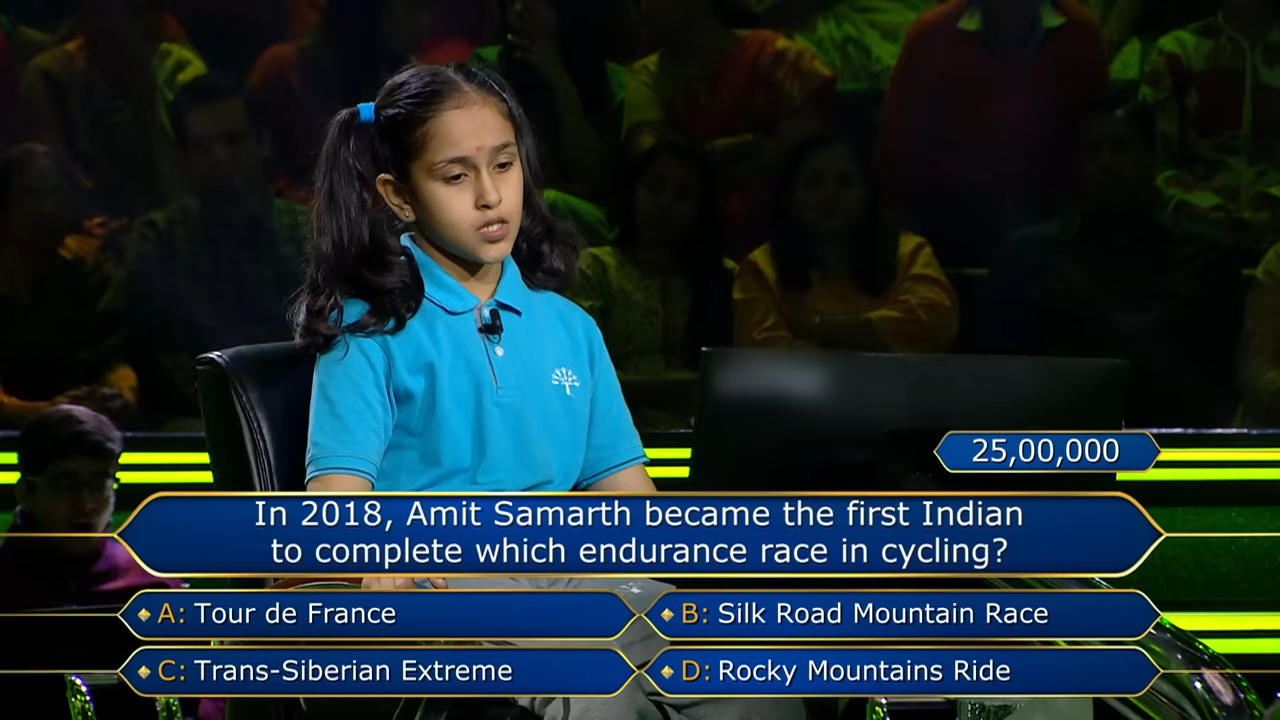 25,00,000
In 2018, Amit Samarth became the first Indian
to complete which endurance race in cycling?
A: Tour de France
B: Silk Road Mountain Race
C: Trans-Siberian Extreme
D: Rocky Mountains Ride